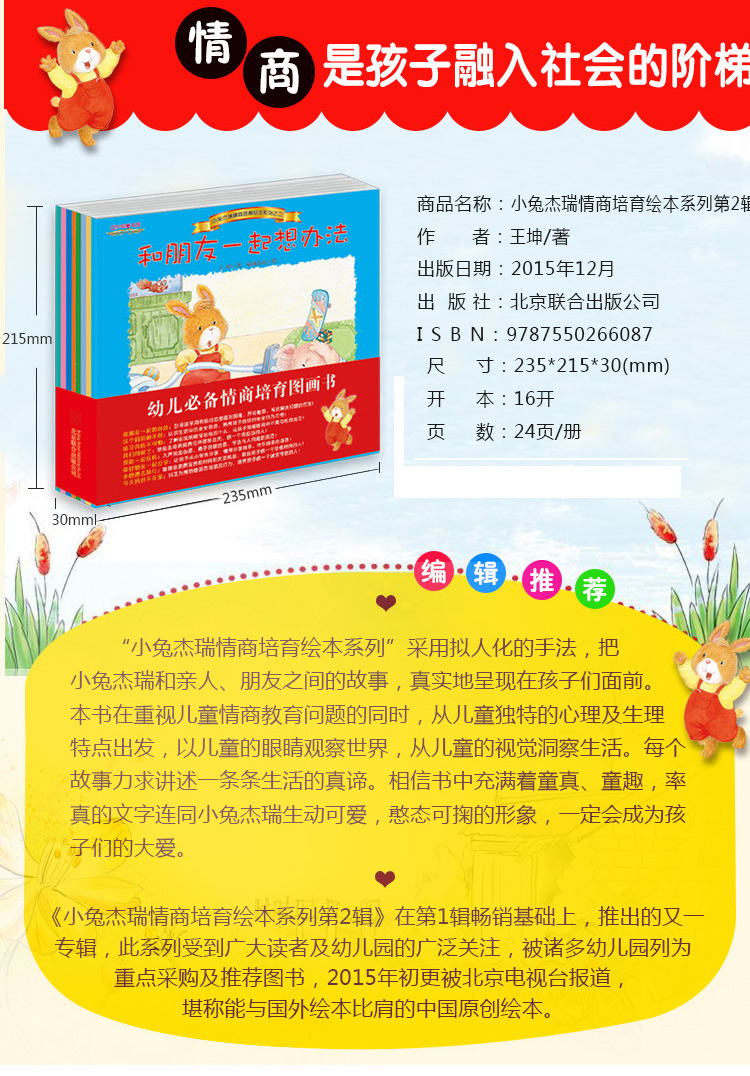 情商是孩子融入社会的阶梯
商品名称：小兔杰瑞情商培育绘本系列第2辑
作 者：王坤/著
出版日期：2015年12月
出 版 社：北京联合出版公司
I S B N：9787550266087
尺 寸：235*215*30(mm)
开 本：16开
页 数：24页/册
215mm
235mm
30mm
和朋友一起想办法
幼儿必备情商培育图画书
北京联合出版公司
编辑推荐
“小兔杰瑞情商培育绘本系列”采用拟人化的手法，把
小兔杰瑞和亲人、朋友之间的故事，真实地呈现在孩子们面前。
本书在重视儿童情商教育问题的同时，从儿童独特的心理及生理
特点出发，以儿童的眼睛观察世界，从儿童的视觉洞察生活。每个
故事力求讲述一条条生活的真谛。相信书中充满着童真、童趣，率
真的文字连同小兔杰瑞生动可爱，憨态可掬的形象，一定会成为孩
子们的大爱。
《小兔杰瑞情商培育绘本系列第2辑》在第1辑畅销基础上，推出的又一
专辑，此系列受到广大读者及幼儿园的广泛关注，被诸多幼儿园列为
重点采购及推荐图书，2015年初更被北京电视台报道，
堪称能与国外绘本比肩的中国原创绘本。